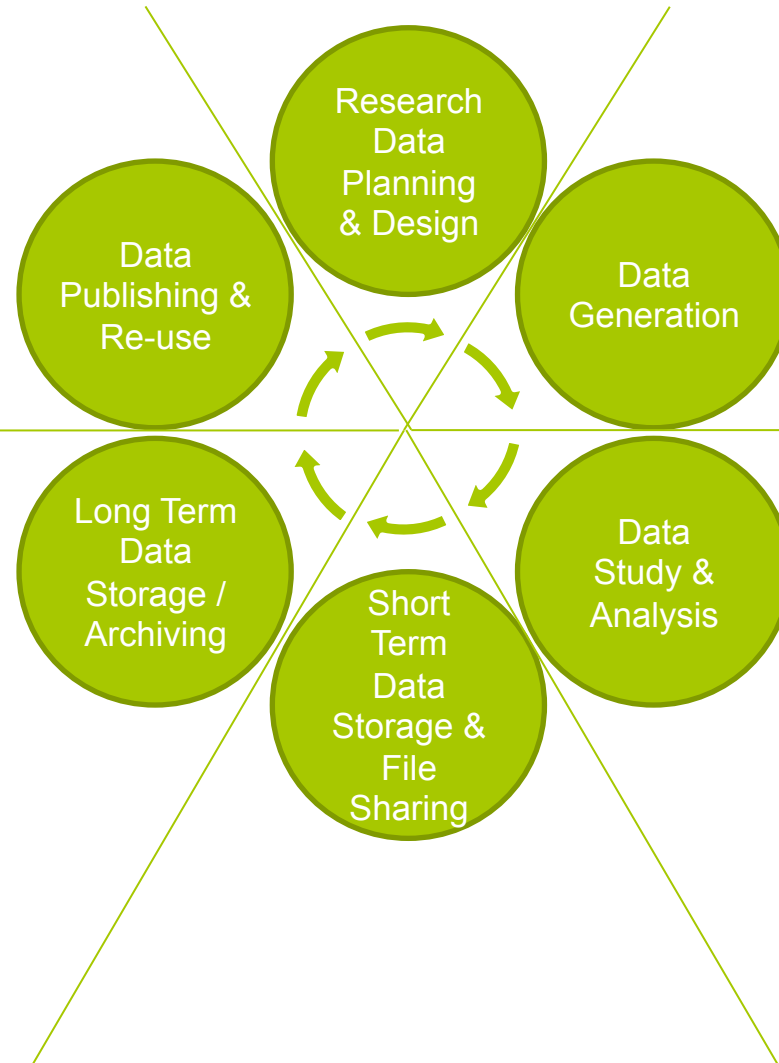 Research
Data
Planning
& Design
Data
Generation
Data
Study &
Analysis
Short
Term
Data
Storage &
File
Sharing
Long Term
Data
Storage /
Archiving
Data
Publishing &
Re-use